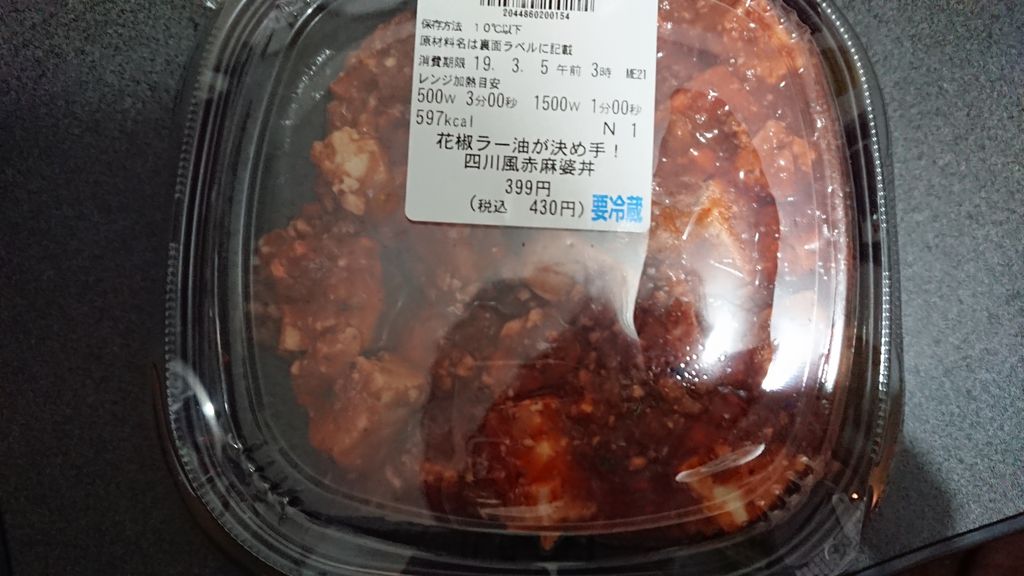 2044860200154
保存方法 10℃以下
原材料名は裏面ラベルに記載
消費期限 19. 3. 5 午前 3時 ME21
レンジ加熱目安
500W 3分00秒 1500W 1分00秒
597kcal N 1
花椒ラー油が決め手！
四川風赤麻婆丼
399円
(税込 430円) 要冷蔵